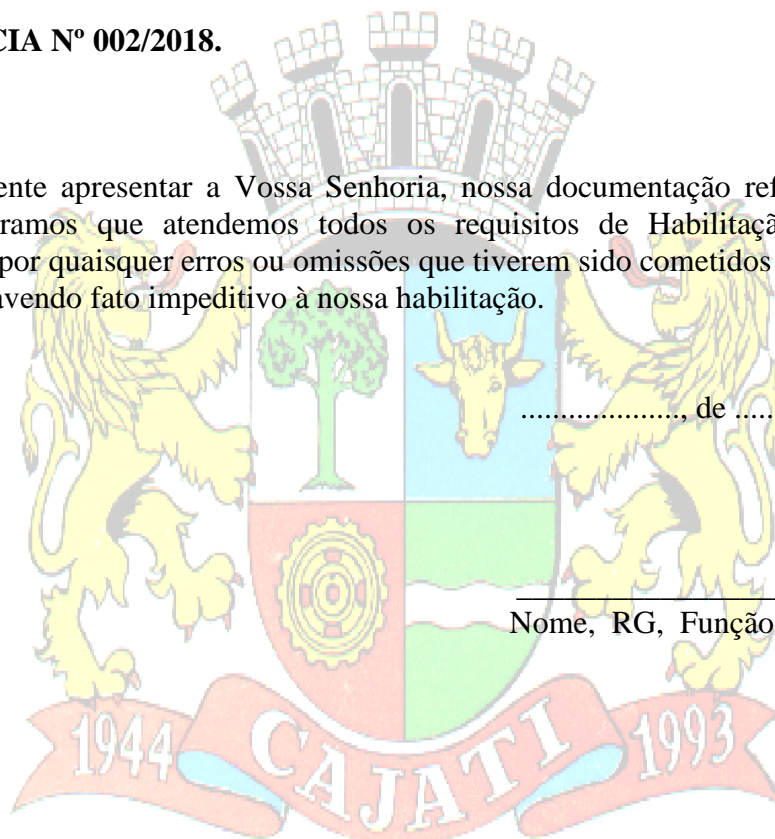 CIA Nº 002/2018.
ente apresentar a Vossa Senhoria, nossa documentação ref
ramos que atendemos todos os requisitos de Habilitaçã
por quaisquer erros ou omissões que tiverem sido cometidos
avendo fato impeditivo à nossa habilitação.
...................., de .....
Nome, RG, Função
1944 CAJATI 1993